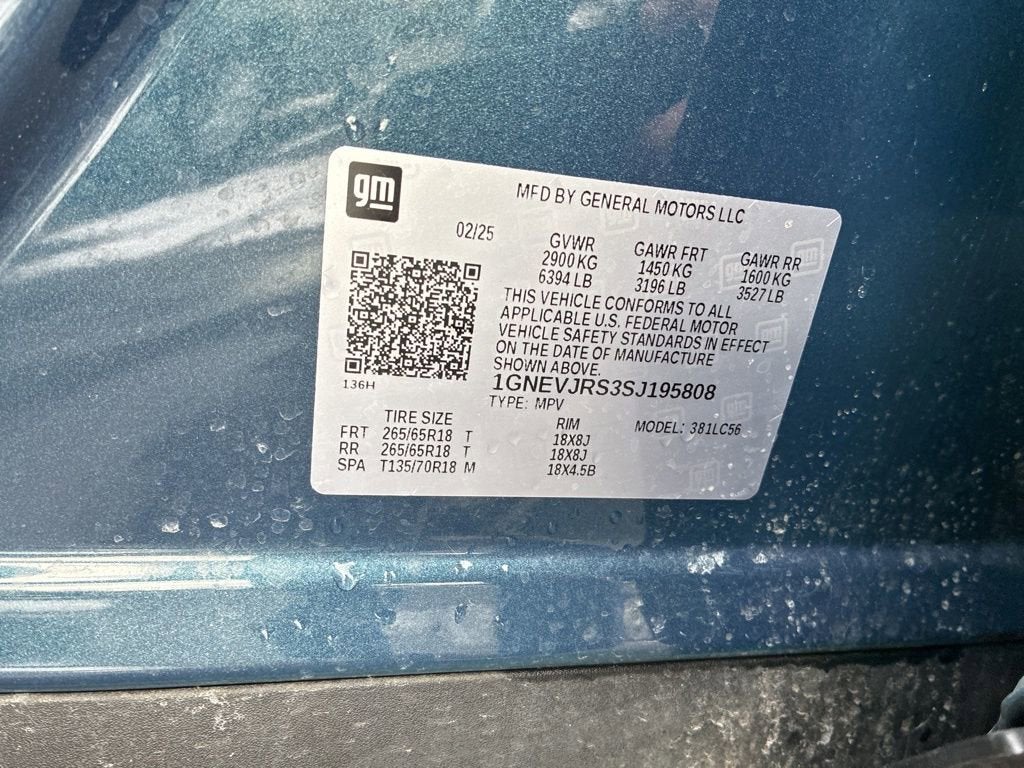 gm
MFD BY GENERAL MOTORS LLC
02/25
GVWR GAWR FRT GAWR RR
2900 KG 1450 KG 1600 KG
6394 LB 3196 LB 3527 LB
THIS VEHICLE CONFORMS TO ALL
APPLICABLE U.S. FEDERAL MOTOR
VEHICLE SAFETY STANDARDS IN EFFECT
ON THE DATE OF MANUFACTURE
SHOWN ABOVE.
136H
1GNEVJRS3SJ195808
TYPE: MPV
MODEL: 381LC56
TIRE SIZE RIM
FRT 265/65R18 T 18X8J
RR 265/65R18 T 18X8J
SPA T135/70R18 M 18X4.5B